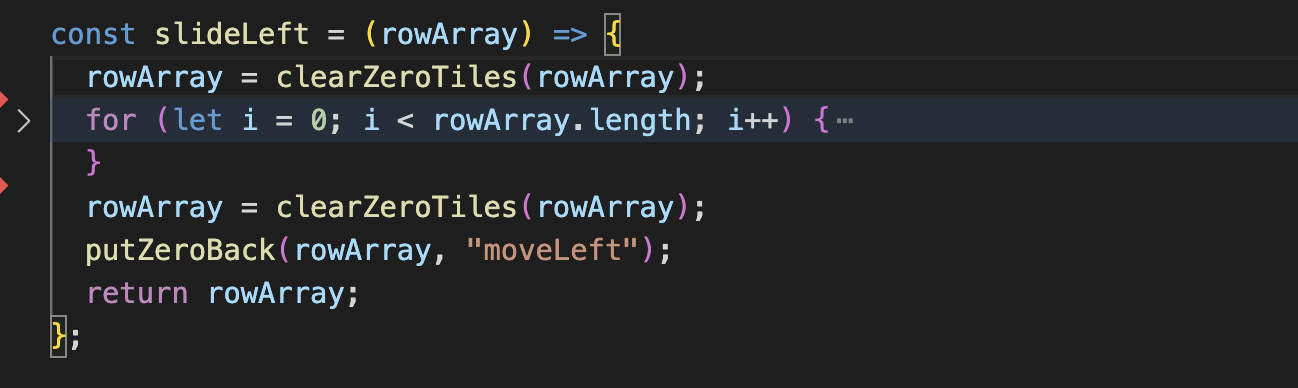 const slideLeft = (rowArray) => {
  rowArray = clearZeroTiles(rowArray);
  for (let i = 0; i < rowArray.length; i++) {⋯
  }
  rowArray = clearZeroTiles(rowArray);
  putZeroBack(rowArray, "moveLeft");
  return rowArray;
};